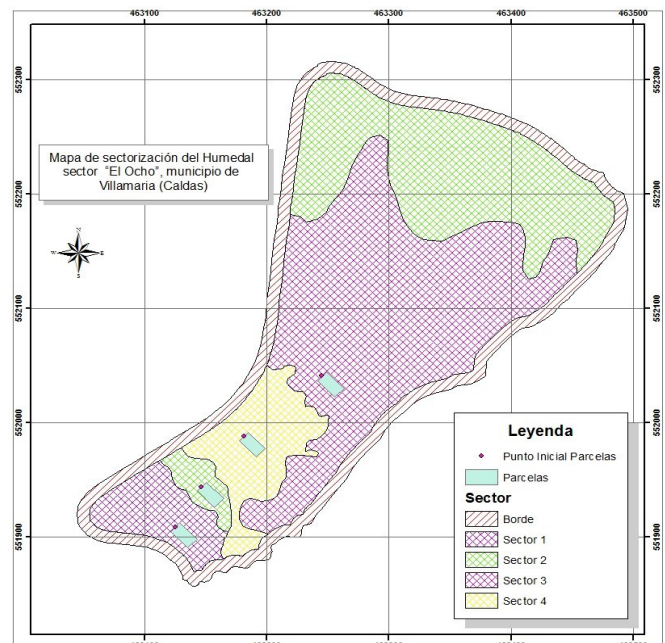 463100 463200 463300 463400 463500
552300
552300
Mapa de sectorización del Humedal
sector "El Ocho", municipio de
Villamaria (Caldas)
552200
552200
N
W E
S
552100
552100
552000
552000
Leyenda
Punto Inicial Parcelas
Parcelas
Sector
Borde
Sector 1
Sector 2
Sector 3
Sector 4
551900
551900